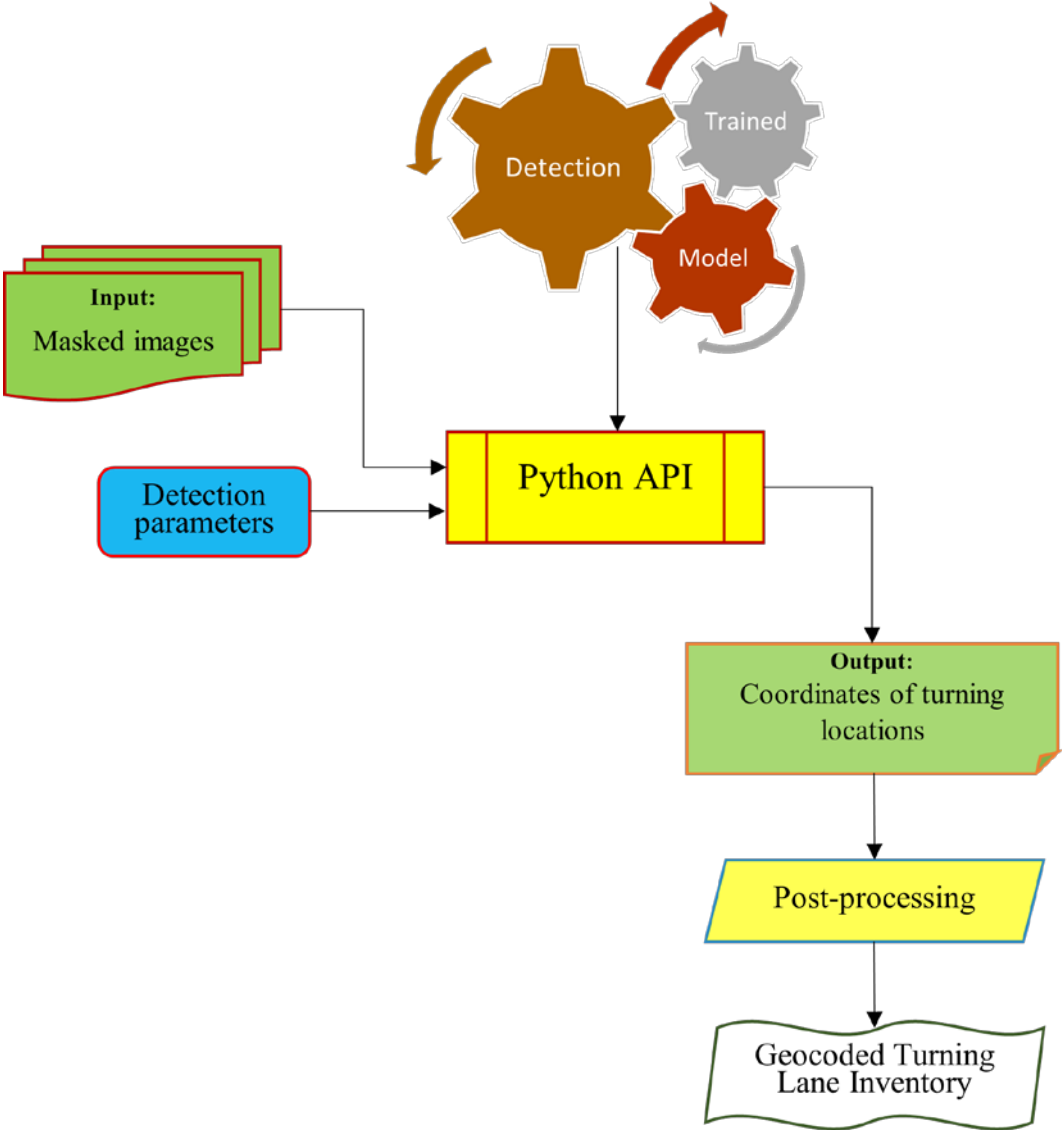 Trained
Detection
Model
Input:
Masked images
Detection
parameters
Python API
Output:
Coordinates of turning
locations
Post-processing
Geocoded Turning
Lane Inventory